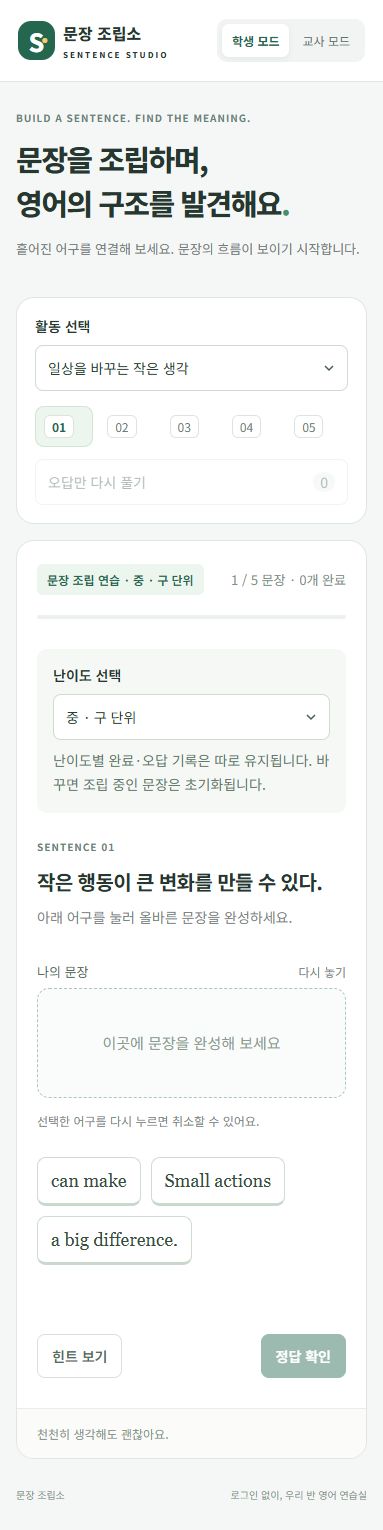 S
문장 조립소
SENTENCE STUDIO
학생 모드
교사 모드
BUILD A SENTENCE. FIND THE MEANING.
문장을 조립하며,
영어의 구조를 발견해요.
흩어진 어구를 연결해 보세요. 문장의 흐름이 보이기 시작합니다.
활동 선택
일상을 바꾸는 작은 생각
01
02
03
04
05
오답만 다시 풀기
0
문장 조립 연습 · 중 · 구 단위
1 / 5 문장 · 0개 완료
난이도 선택
중 · 구 단위
난이도별 완료·오답 기록은 따로 유지됩니다. 바
꾸면 조립 중인 문장은 초기화됩니다.
SENTENCE 01
작은 행동이 큰 변화를 만들 수 있다.
아래 어구를 눌러 올바른 문장을 완성하세요.
나의 문장
다시 놓기
이곳에 문장을 완성해 보세요
선택한 어구를 다시 누르면 취소할 수 있어요.
can make
Small actions
a big difference.
힌트 보기
정답 확인
천천히 생각해도 괜찮아요.
문장 조립소
로그인 없이, 우리 반 영어 연습실